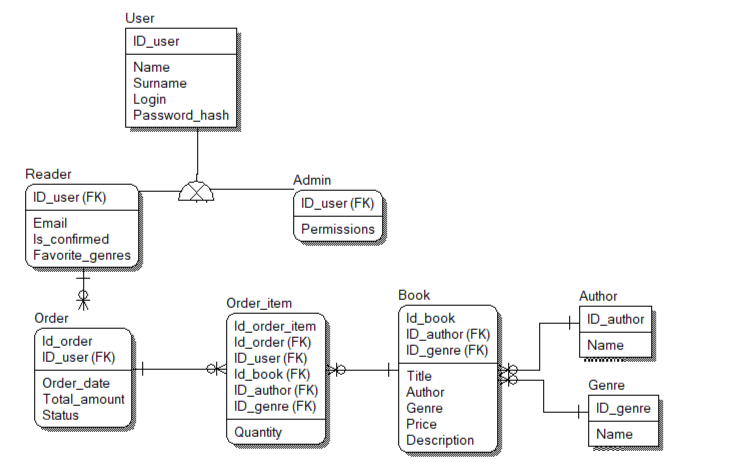 User
ID_user
Name
Surname
Login
Password_hash
Reader
ID_user (FK)
Email
Is_confirmed
Favorite_genres
Admin
ID_user (FK)
Permissions
Order
Id_order
ID_user (FK)
Order_date
Total_amount
Status
Order_item
Id_order_item
Id_order (FK)
ID_user (FK)
Id_book (FK)
ID_author (FK)
ID_genre (FK)
Quantity
Book
Id_book
ID_author (FK)
ID_genre (FK)
Title
Author
Genre
Price
Description
Author
ID_author
Name
Genre
ID_genre
Name